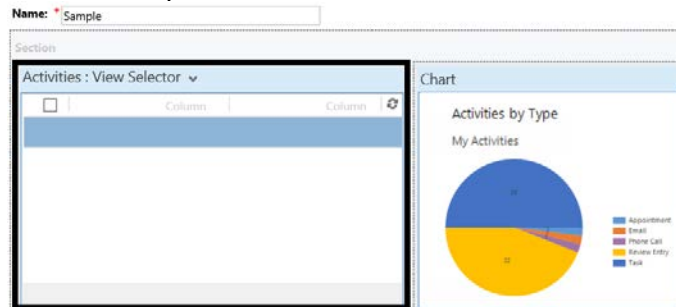 Name: * Sample
Section
Activities : View Selector
Column Column
Chart
Activities by Type
My Activities
Appointment
Email
Phone Call
Review Entry
Task